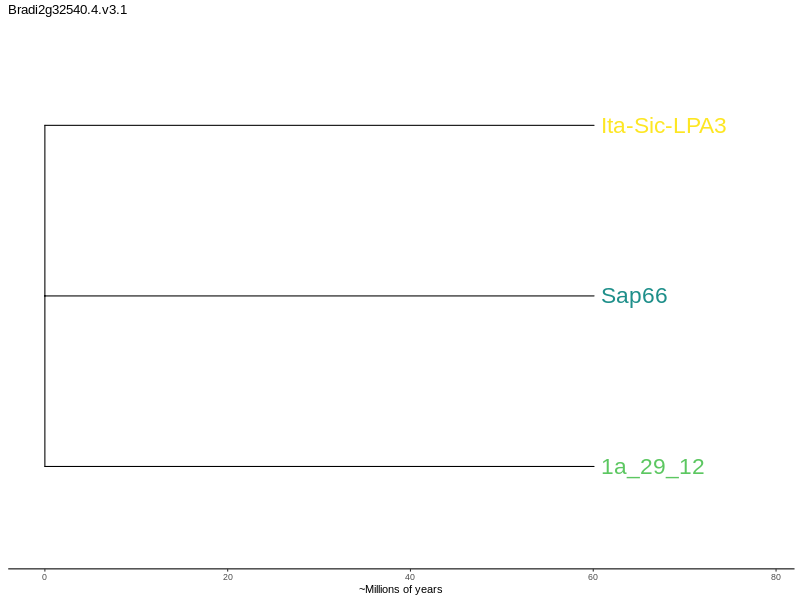 Bradi2g32540.4.v3.1
Ita-Sic-LPA3
Sap66
1a_29_12
0 20 40 60 80
~Millions of years